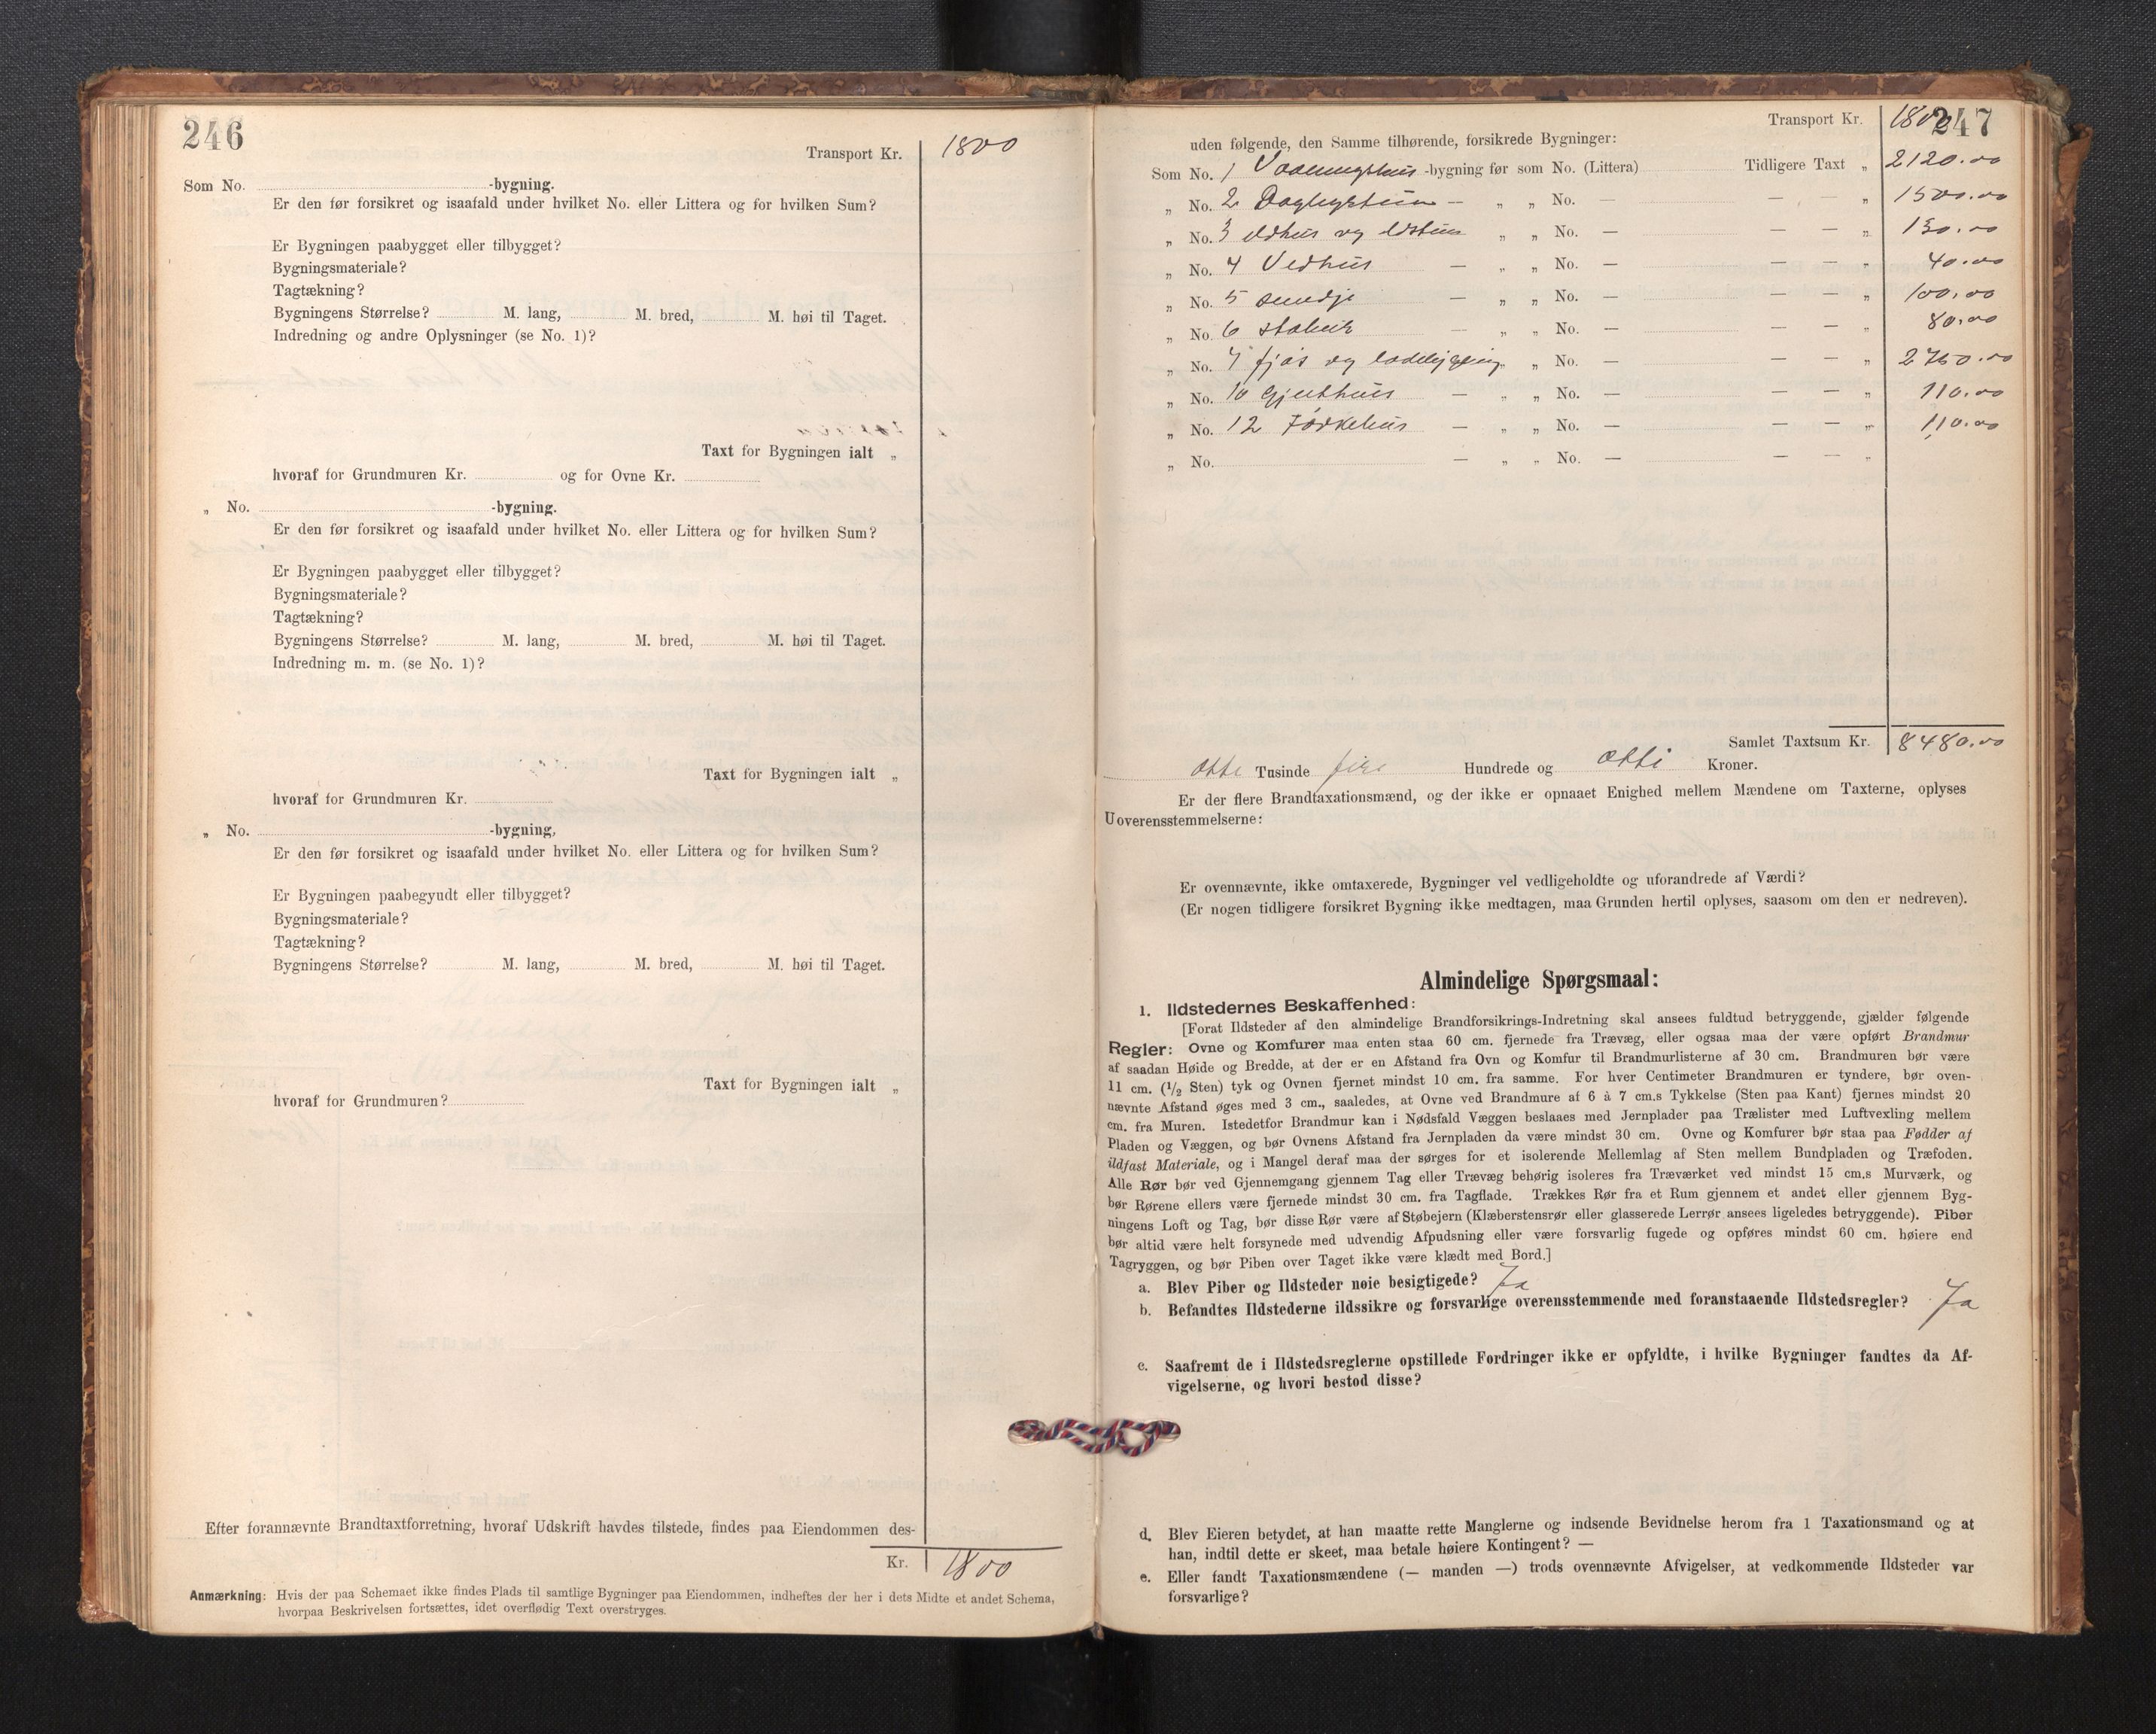 246
Transport Kr. 1800
Som No. -bygning.
Er den før forsikret og isaafald under hvilket No. eller Littera og for hvilken Sum?
Er Bygningen paabygget eller tilbygget?
Bygningsmateriale?
Tagtækning?
Bygningens Størrelse? M. lang, M. bred, M. høi til Taget.
Indredning og andre Oplysninger (se No. 1)?
Taxt for Bygningen ialt „
hvoraf for Grundmuren Kr. og for Ovne Kr.
„ No. -bygning.
Er den før forsikret og isaafald under hvilket No. eller Littera og for hvilken Sum?
Er Bygningen paabygget eller tilbygget?
Bygningsmateriale?
Tagtækning?
Bygningens Størrelse? M. lang, M. bred, M. høi til Taget.
Indredning m. m. (se No. 1)?
Taxt for Bygningen ialt „
hvoraf for Grundmuren Kr.
„ No. -bygning,
Er den før forsikret og isaafald under hvilket No. eller Littera og for hvilken Sum?
Er Bygningen paabegyudt eller tilbygget?
Bygningsmateriale?
Tagtækning?
Bygningens Størrelse? M. lang, M. bred, M. høi til Taget.
Taxt for Bygningen ialt „
hvoraf for Grundmuren?
Efter forannævnte Brandtaxtforretning, hvoraf Udskrift havdes tilstede, findes paa Eiendommen des-
Kr. 1800
Anmærkning: Hvis der paa Schemaet ikke findes Plads til samtlige Bygninger paa Eiendommen, indheftes der her i dets Midte et andet Schema,
hvorpaa Beskrivelsen fortsættes, idet overflødig Text overstryges.
247
Transport Kr. 1800
uden følgende, den Samme tilhørende, forsikrede Bygninger:
Som No. 1 Vaaningshus -bygning før som No. (Littera) Tidligere Taxt „ 2120.00
„ No. 2 Daglegstue — „ „ No. — — — „ 1500.00
„ No. 3 Ildhus og Ildstue „ „ No. — — — „ 130.00
„ No. 4 Vedhus — „ „ No. — — — „ 40.00
„ No. 5 smidje — „ „ No. — — — „ 100.00
„ No. 6 stabur — „ „ No. — — — „ 80.00
„ No. 7 fjøs og ladebygging „ No. — — — „
„ No. 10 Gjeithus — „ „ No. — — — „ 110.00
„ No. 12 Tørkehus — „ „ No. — — — „ 110.00
„ No. — „ „ No. — — — „
Samlet Taxtsum Kr. 8480.00
otte Tusinde fire Hundrede og otti Kroner.
Er der flere Brandtaxationsmænd, og der ikke er opnaaet Enighed mellem Mændene om Taxterne, oplyses
Uoverensstemmelserne:
Er ovennævnte, ikke omtaxerede, Bygninger vel vedligeholdte og uforandrede af Værdi?
(Er nogen tidligere forsikret Bygning ikke medtagen, maa Grunden hertil oplyses, saasom om den er nedreven).
Almindelige Spørgsmaal:
1. Ildstedernes Beskaffenhed:
[Forat Ildsteder af den almindelige Brandforsikrings-Indretning skal ansees fuldtud betryggende, gjælder følgende
Regler: Ovne og Komfurer maa enten staa 60 cm. fjernede fra Trævæg, eller ogsaa maa der være opført Brandmur
af saadan Høide og Bredde, at der er en Afstand fra Ovn og Komfur til Brandmurlisterne af 30 cm. Brandmuren bør være
11 cm. (1/2 Sten) tyk og Ovnen fjernet mindst 10 cm. fra samme. For hver Centimeter Brandmuren er tyndere, bør oven-
nævnte Afstand øges med 3 cm., saaledes, at Ovne ved Brandmure af 6 à 7 cm.s Tykkelse (Sten paa Kant) fjernes mindst 20
cm. fra Muren. Istedetfor Brandmur kan i Nødsfald Væggen beslaaes med Jernplader paa Trælister med Luftvexling mellem
Pladen og Væggen, og bør Ovnens Afstand fra Jernpladen da være mindst 30 cm. Ovne og Komfurer bør staa paa Fødder af
ildfast Materiale, og i Mangel deraf maa der sørges for et isolerende Mellemlag af Sten mellem Bundpladen og Træfoden.
Alle Rør bør ved Gjennemgang gjennem Tag eller Trævæg behørig isoleres fra Træværket ved mindst 15 cm.s Murværk, og
bør Rørene ellers være fjernede mindst 30 cm. fra Tagflade. Trækkes Rør fra et Rum gjennem et andet eller gjennem Byg-
ningens Loft og Tag, bør disse Rør være af Støbejern (Klæberstensrør eller glasserede Lerrør ansees ligeledes betryggende). Piber
bør altid være helt forsynede med udvendig Afpudsning eller være forsvarlig fugede og opføres mindst 60 cm. høiere end
Tagryggen, og bør Piben over Taget ikke være klædt med Bord.]
a. Blev Piber og Ildsteder nøie besigtigede? Ja
b. Befandtes Ildstederne ildssikre og forsvarlige overensstemmende med foranstaaende Ildstedsregler? Ja
c. Saafremt de i Ildstedsreglerne opstillede Fordringer ikke er opfyldte, i hvilke Bygninger fandtes da Af-
vigelserne, og hvori bestod disse?
d. Blev Eieren betydet, at han maatte rette Manglerne og indsende Bevidnelse herom fra 1 Taxationsmand og at
han, indtil dette er skeet, maa betale høiere Kontingent? —
e. Eller fandt Taxationsmændene (— manden —) trods ovennævnte Afvigelser, at vedkommende Ildsteder var
forsvarlige?